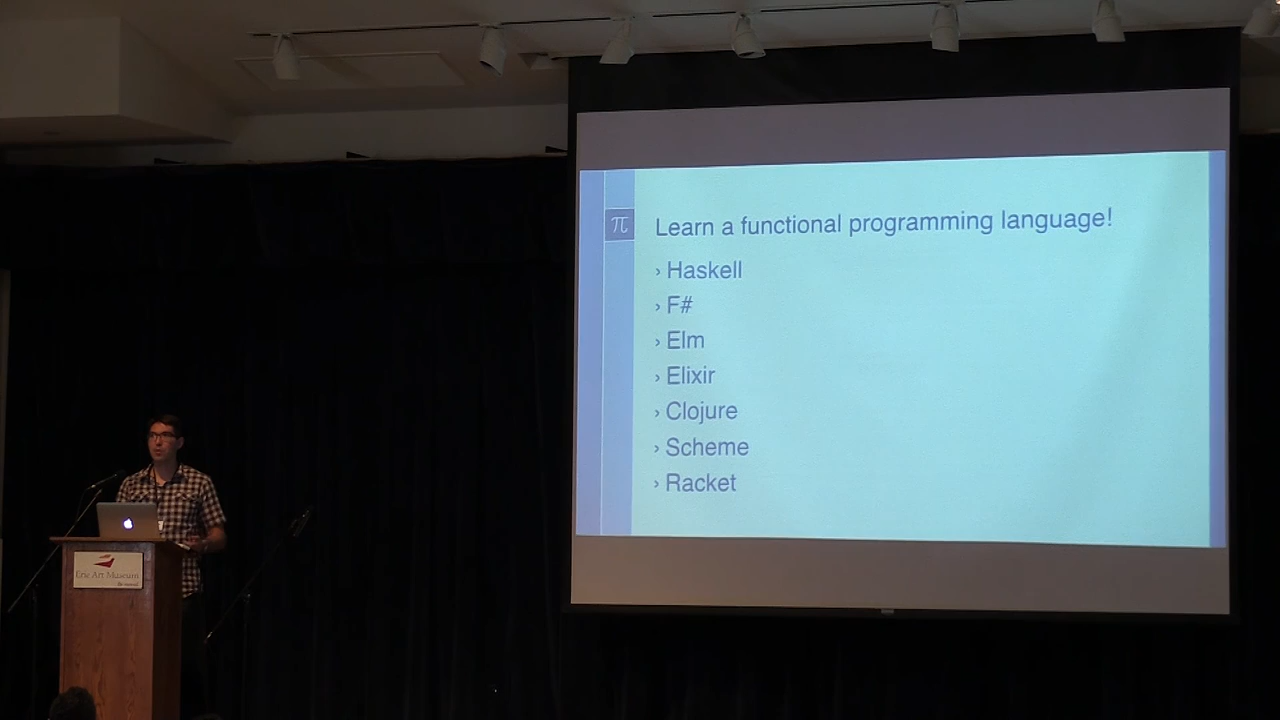 π
Learn a functional programming language!
› Haskell
› F#
› Elm
› Elixir
› Clojure
› Scheme
› Racket
Erie Art Museum